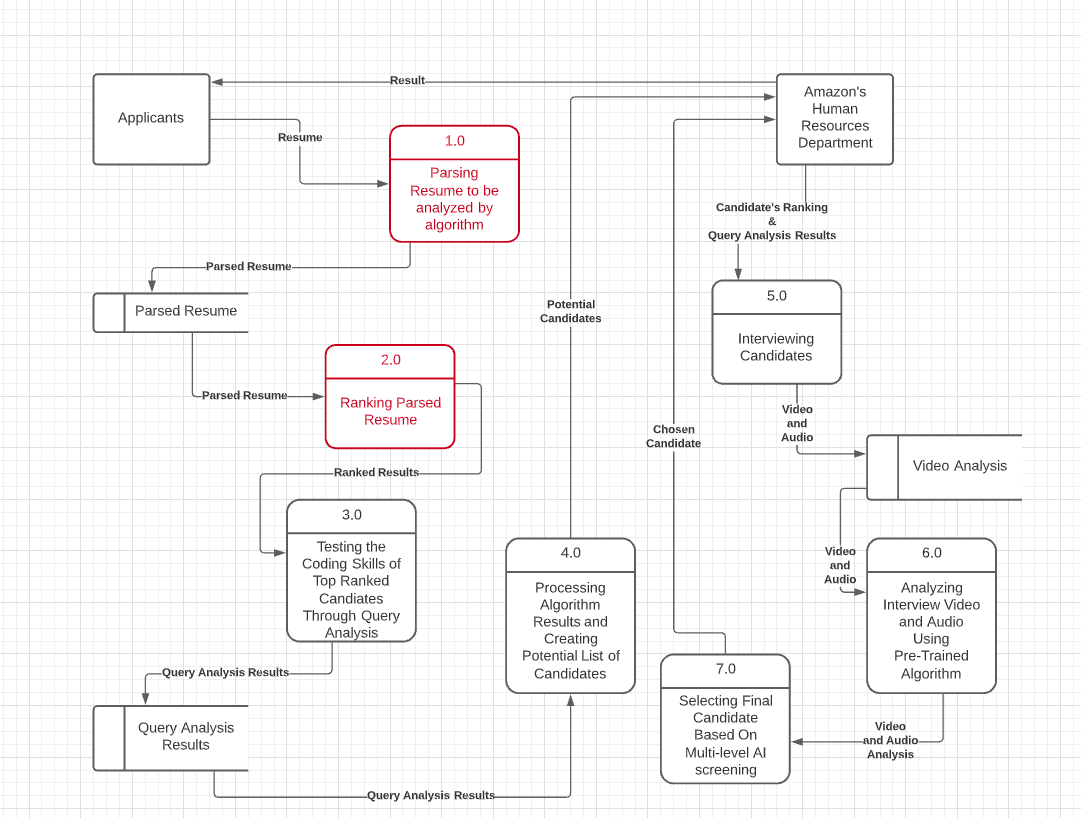 Result
Applicants
Amazon's
Human
Resources
Department
Resume
1.0
Parsing
Resume to be
analyzed by
algorithm
Candidate's Ranking
&
Query Analysis Results
Parsed Resume
Parsed Resume
5.0
Interviewing
Candidates
Potential
Candidates
2.0
Ranking Parsed
Resume
Parsed Resume
Video
and
Audio
Chosen
Candidate
Ranked Results
Video Analysis
3.0
Testing the
Coding Skills of
Top Ranked
Candiates
Through Query
Analysis
4.0
Processing
Algorithm
Results and
Creating
Potential List of
Candidates
Video
and
Audio
6.0
Analyzing
Interview Video
and Audio
Using
Pre-Trained
Algorithm
Query Analysis Results
7.0
Selecting Final
Candidate
Based On
Multi-level AI
screening
Query Analysis
Results
Video
and Audio
Analysis
Query Analysis Results